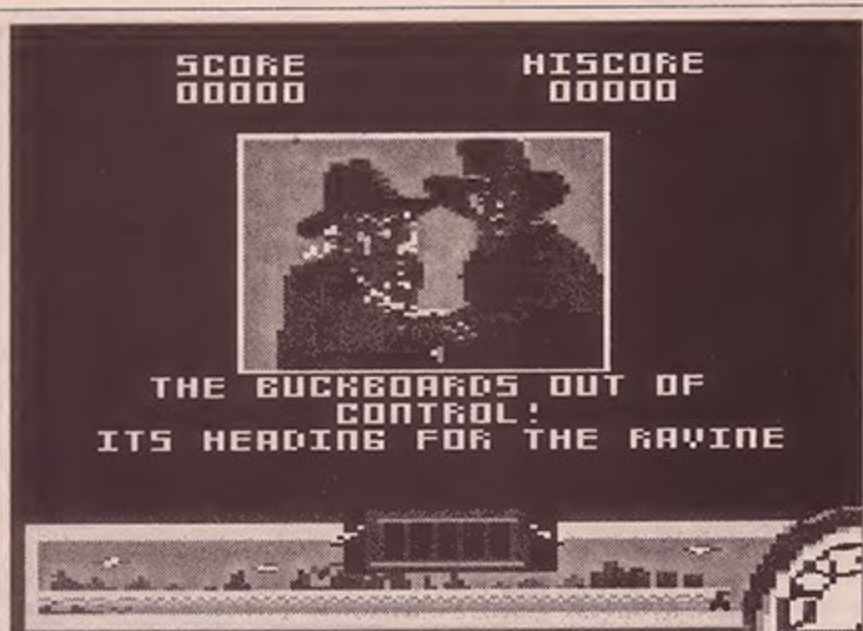 SCORE HISCORE
00000 00000
THE BUCKBOARDS OUT OF
CONTROL!
ITS HEADING FOR THE RAVINE